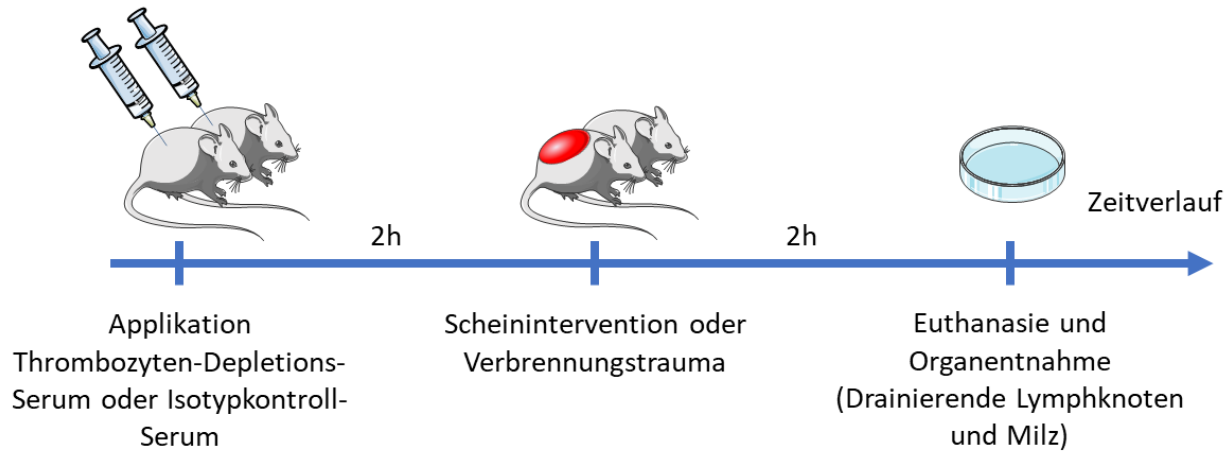 Zeitverlauf
2h
2h
Applikation
Thrombozyten-Depletions-
Serum oder Isotypkontroll-
Serum
Scheinintervention oder
Verbrennungstrauma
Euthanasie und
Organentnahme
(Drainierende Lymphknoten
und Milz)